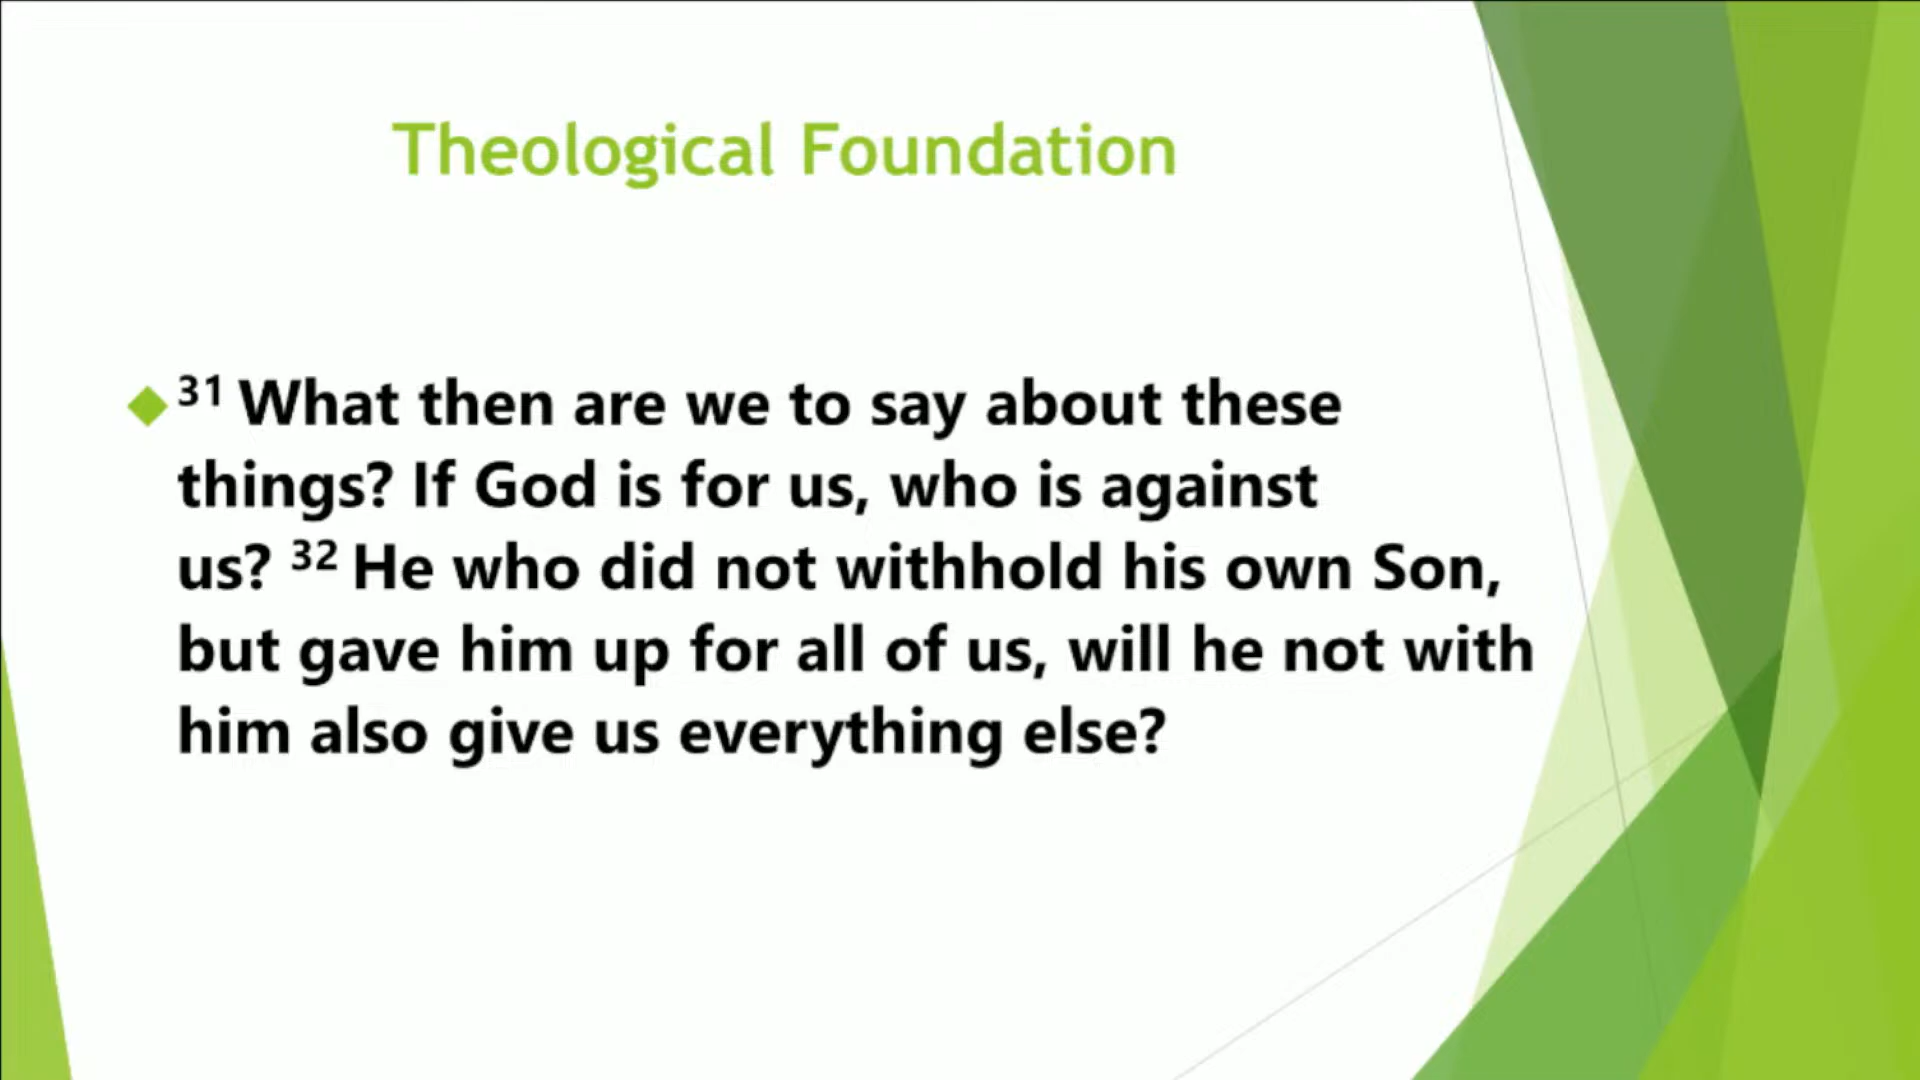 Theological Foundation
31 What then are we to say about these
things? If God is for us, who is against
us? 32 He who did not withhold his own Son,
but gave him up for all of us, will he not with
him also give us everything else?